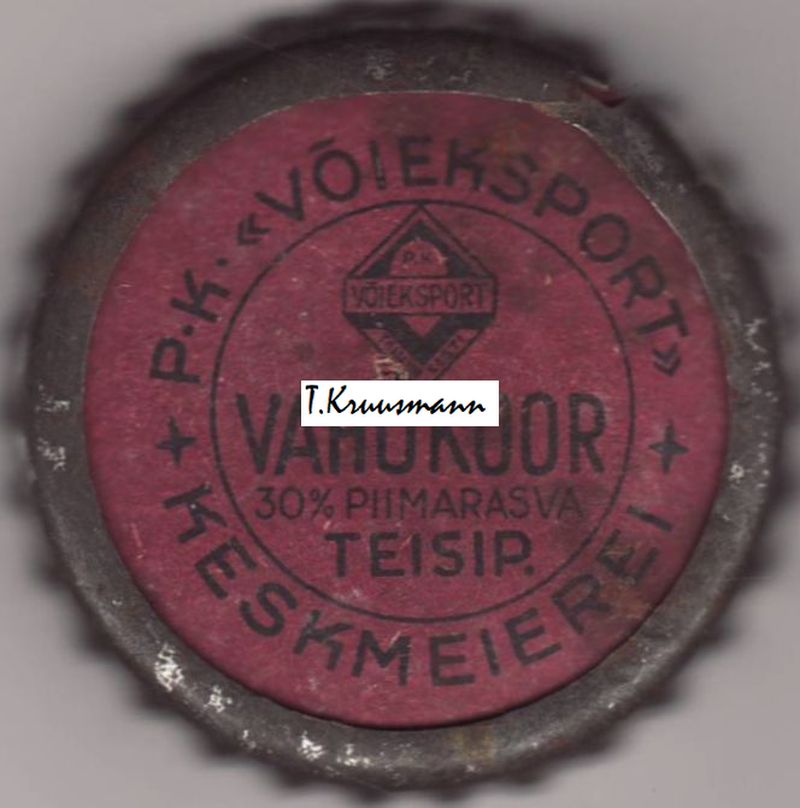 P.K. «VÕIEKSPORT»
P.K.
VÕIEKSPORT
T.Kruusmann
VAHUKOOR
30% PIIMARASVA
TEISIP.
KESKMEIEREI